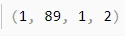 (1, 89, 1, 2)